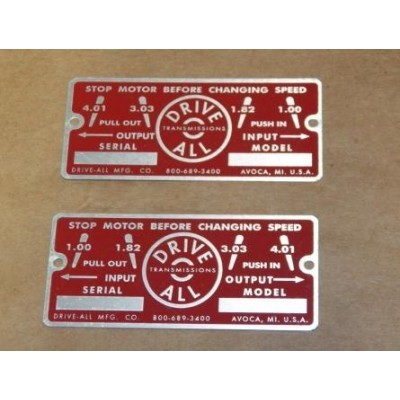 STOP MOTOR BEFORE CHANGING SPEED
4.01 3.03 DRIVE 1.82 1.00
PULL OUT TRANSMISSIONS PUSH IN
OUTPUT ALL INPUT
SERIAL MODEL
DRIVE-ALL MFG. CO. 800-689-2400 AVOCA, MI. U.S.A.
STOP MOTOR BEFORE CHANGING SPEED
1.00 1.82 DRIVE 3.03 4.01
PULL OUT TRANSMISSIONS PUSH IN
INPUT ALL OUTPUT
SERIAL MODEL
DRIVE-ALL MFG. CO. 800-689-2400 AVOCA, MI. U.S.A.